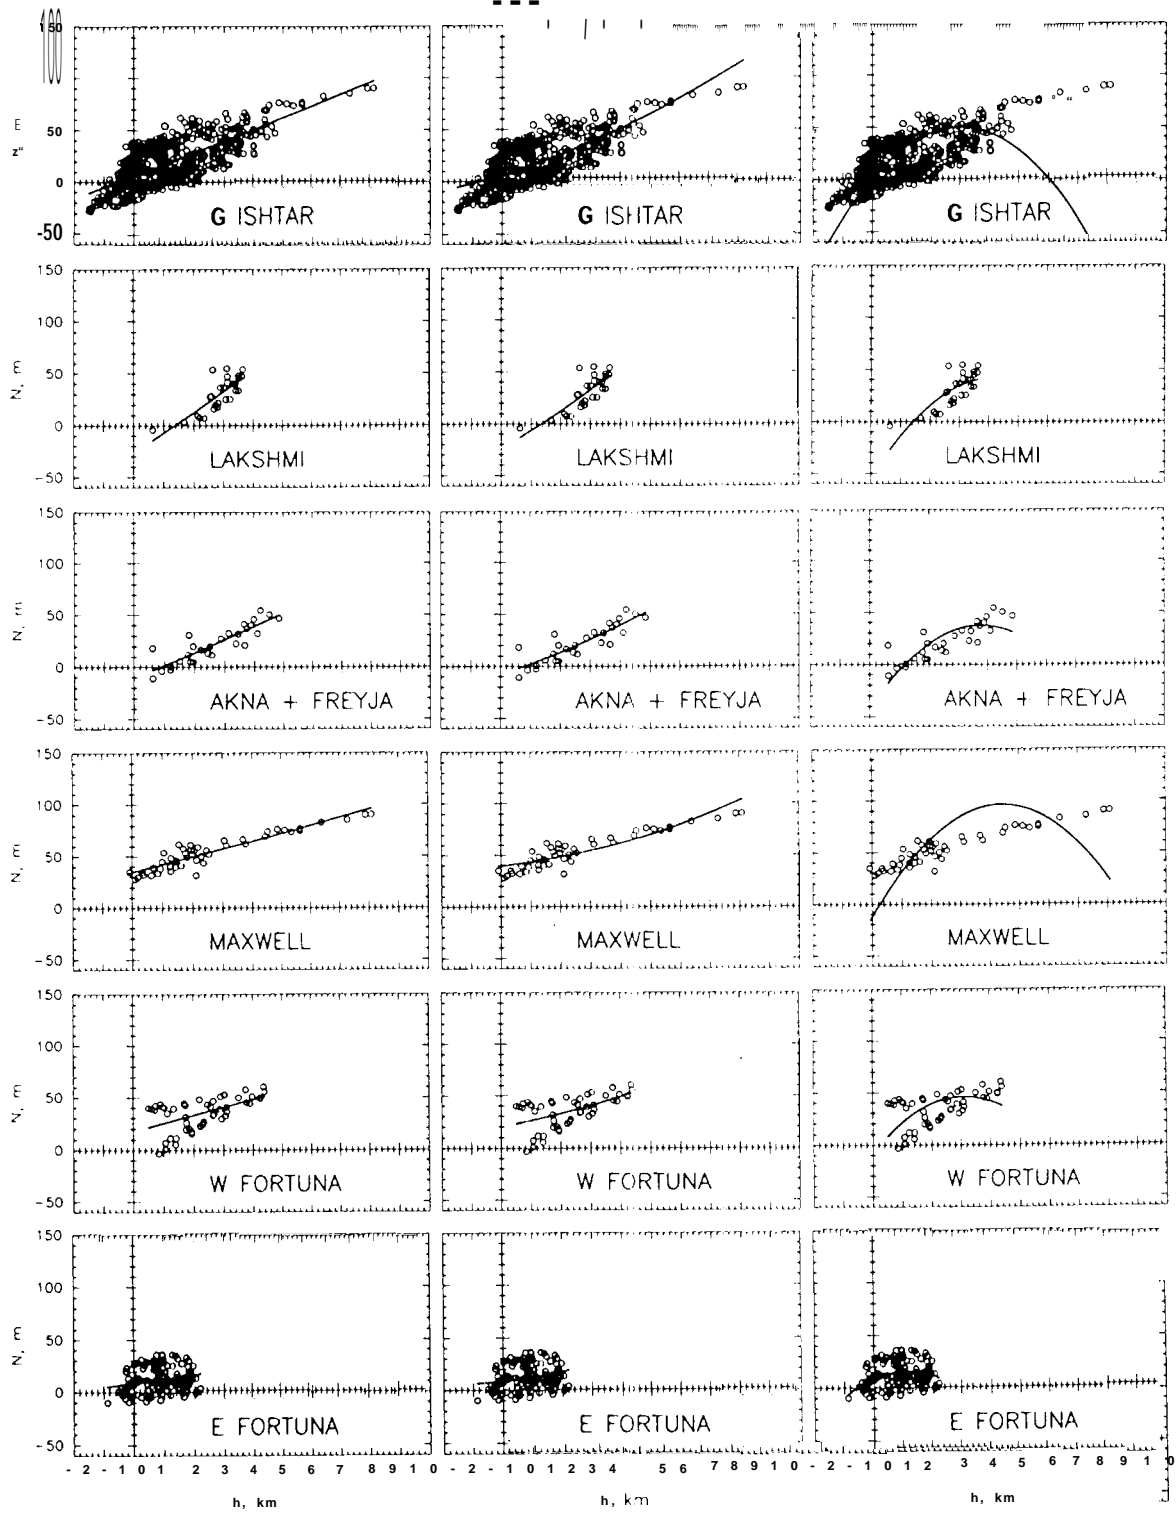 150
100
E
z"
50
0
-50
G ISHTAR
G ISHTAR
G ISHTAR
150
100
50
0
-50
N, m
LAKSHMI
LAKSHMI
LAKSHMI
150
100
50
0
-50
N, m
AKNA + FREYJA
AKNA + FREYJA
AKNA + FREYJA
150
100
50
0
-50
N, m
MAXWELL
MAXWELL
MAXWELL
150
100
50
0
-50
N, m
W FORTUNA
W FORTUNA
W FORTUNA
150
100
50
0
-50
N, m
E FORTUNA
E FORTUNA
E FORTUNA
-2 -1 0 1 2 3 4 5 6 7 8 9 1 0
-2 -1 0 1 2 3 4 5 6 7 8 9 1 0
-2 -1 0 1 2 3 4 5 6 7 8 9 1 0
h, km
h, km
h, km